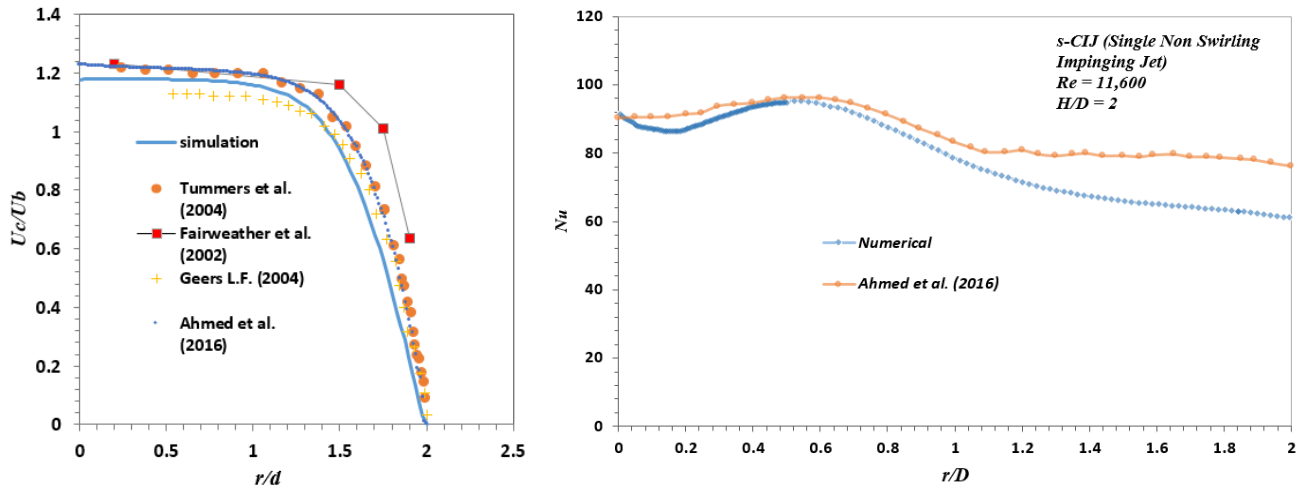 1.4
1.2
1
0.8
0.6
0.4
0.2
0
Uc/Ub
simulation
Tummers et al.
(2004)
Fairweather et al.
(2002)
Geers L.F. (2004)
Ahmed et al.
(2016)
0 0.5 1 1.5 2 2.5
r/d
120
100
80
60
40
20
0
Nu
s-CIJ (Single Non Swirling
Impinging Jet)
Re = 11,600
H/D = 2
Numerical
Ahmed et al. (2016)
0 0.2 0.4 0.6 0.8 1 1.2 1.4 1.6 1.8 2
r/D